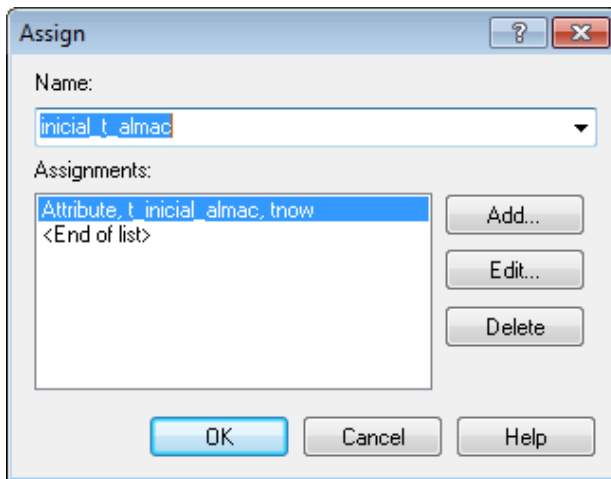 Assign
?
Name:
inicial_t_almac
Assignments:
Attribute, t_inicial_almac, tnow
<End of list>
Add...
Edit...
Delete
OK
Cancel
Help